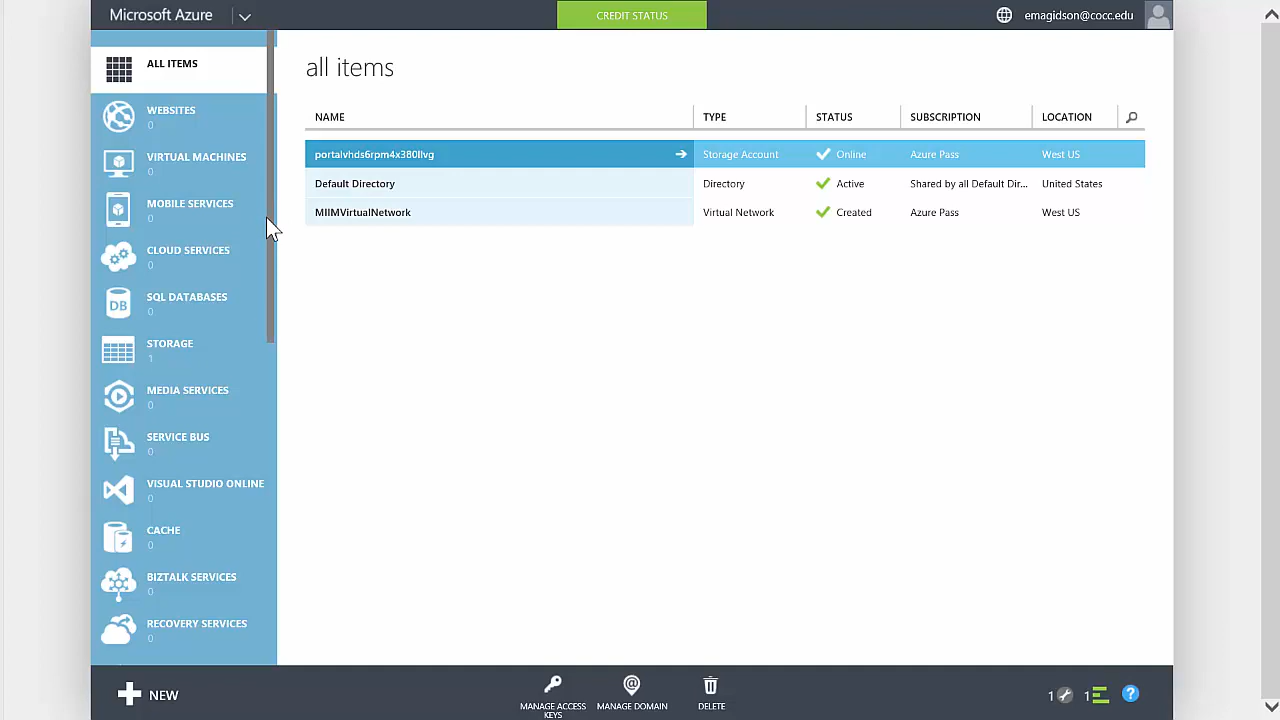 Microsoft Azure
CREDIT STATUS
emagidson@cocc.edu
ALL ITEMS
WEBSITES
0
VIRTUAL MACHINES
0
MOBILE SERVICES
0
CLOUD SERVICES
0
SQL DATABASES
DB
0
STORAGE
1
MEDIA SERVICES
0
SERVICE BUS
0
VISUAL STUDIO ONLINE
0
CACHE
0
BIZTALK SERVICES
0
RECOVERY SERVICES
0
all items
NAME TYPE STATUS SUBSCRIPTION LOCATION
portalvhds6rpm4x380llvg Storage Account Online Azure Pass West US
Default Directory Directory Active Shared by all Default Dir... United States
MIIMVirtualNetwork Virtual Network Created Azure Pass West US
NEW
MANAGE ACCESS
KEYS
MANAGE DOMAIN
DELETE
1
1
?